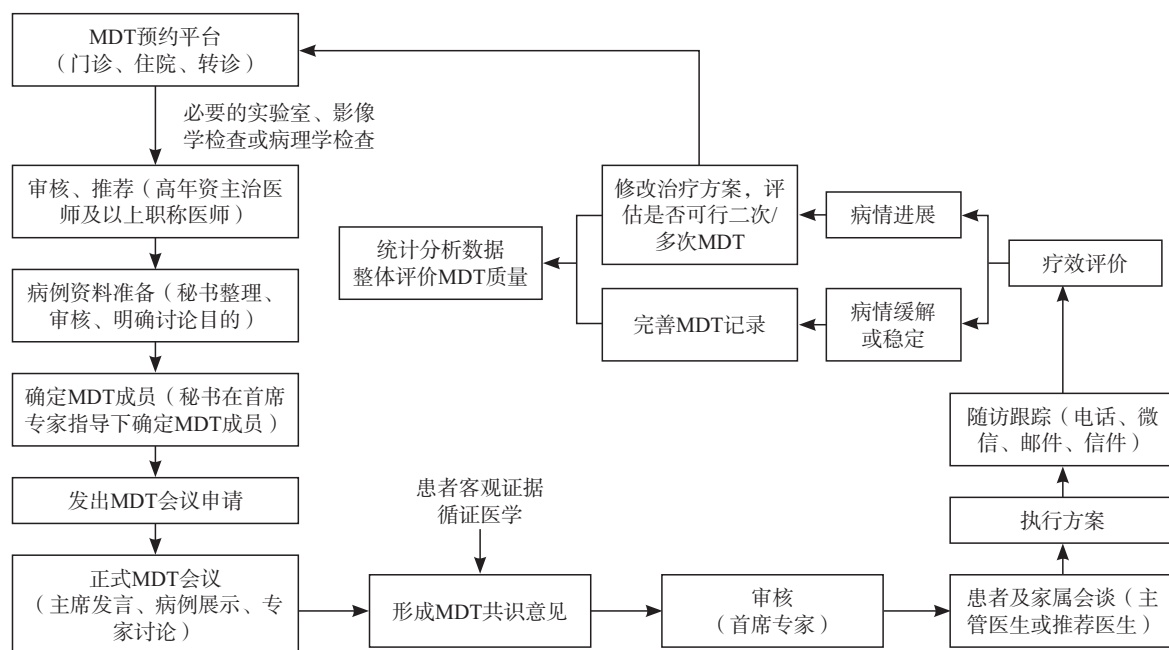 MDT预约平台
（门诊、住院、转诊）
必要的实验室、影像
学检查或病理学检查
审核、推荐（高年资主治医
师及以上职称医师）
病例资料准备（秘书整理、
审核、明确讨论目的）
确定MDT成员（秘书在首席
专家指导下确定MDT成员）
发出MDT会议申请
正式MDT会议
（主席发言、病例展示、专
家讨论）
患者客观证据
循证医学
形成MDT共识意见
审核
（首席专家）
患者及家属会谈（主
管医生或推荐医生）
执行方案
随访跟踪（电话、微
信、邮件、信件）
疗效评价
病情进展
病情缓解
或稳定
修改治疗方案，评
估是否可行二次/
多次MDT
完善MDT记录
统计分析数据
整体评价MDT质量